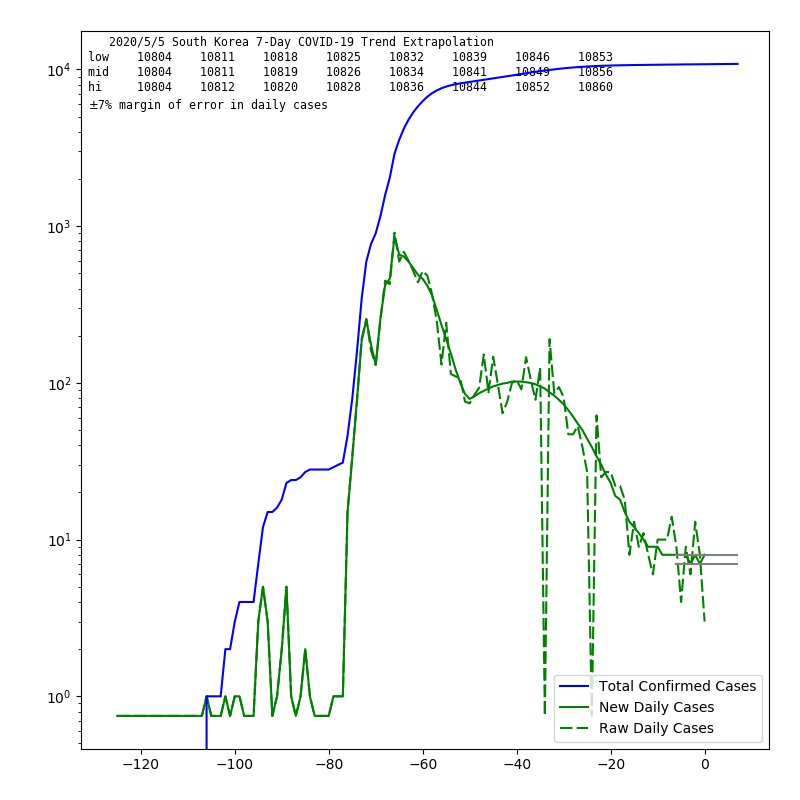 2020/5/5 South Korea 7-Day COVID-19 Trend Extrapolation
low 10804 10811 10818 10825 10832 10839 10846 10853
mid 10804 10811 10819 10826 10834 10841 10849 10856
hi 10804 10812 10820 10828 10836 10844 10852 10860
±7% margin of error in daily cases
10⁴
10³
10²
10¹
10⁰
Total Confirmed Cases
New Daily Cases
Raw Daily Cases
−120 −100 −80 −60 −40 −20 0